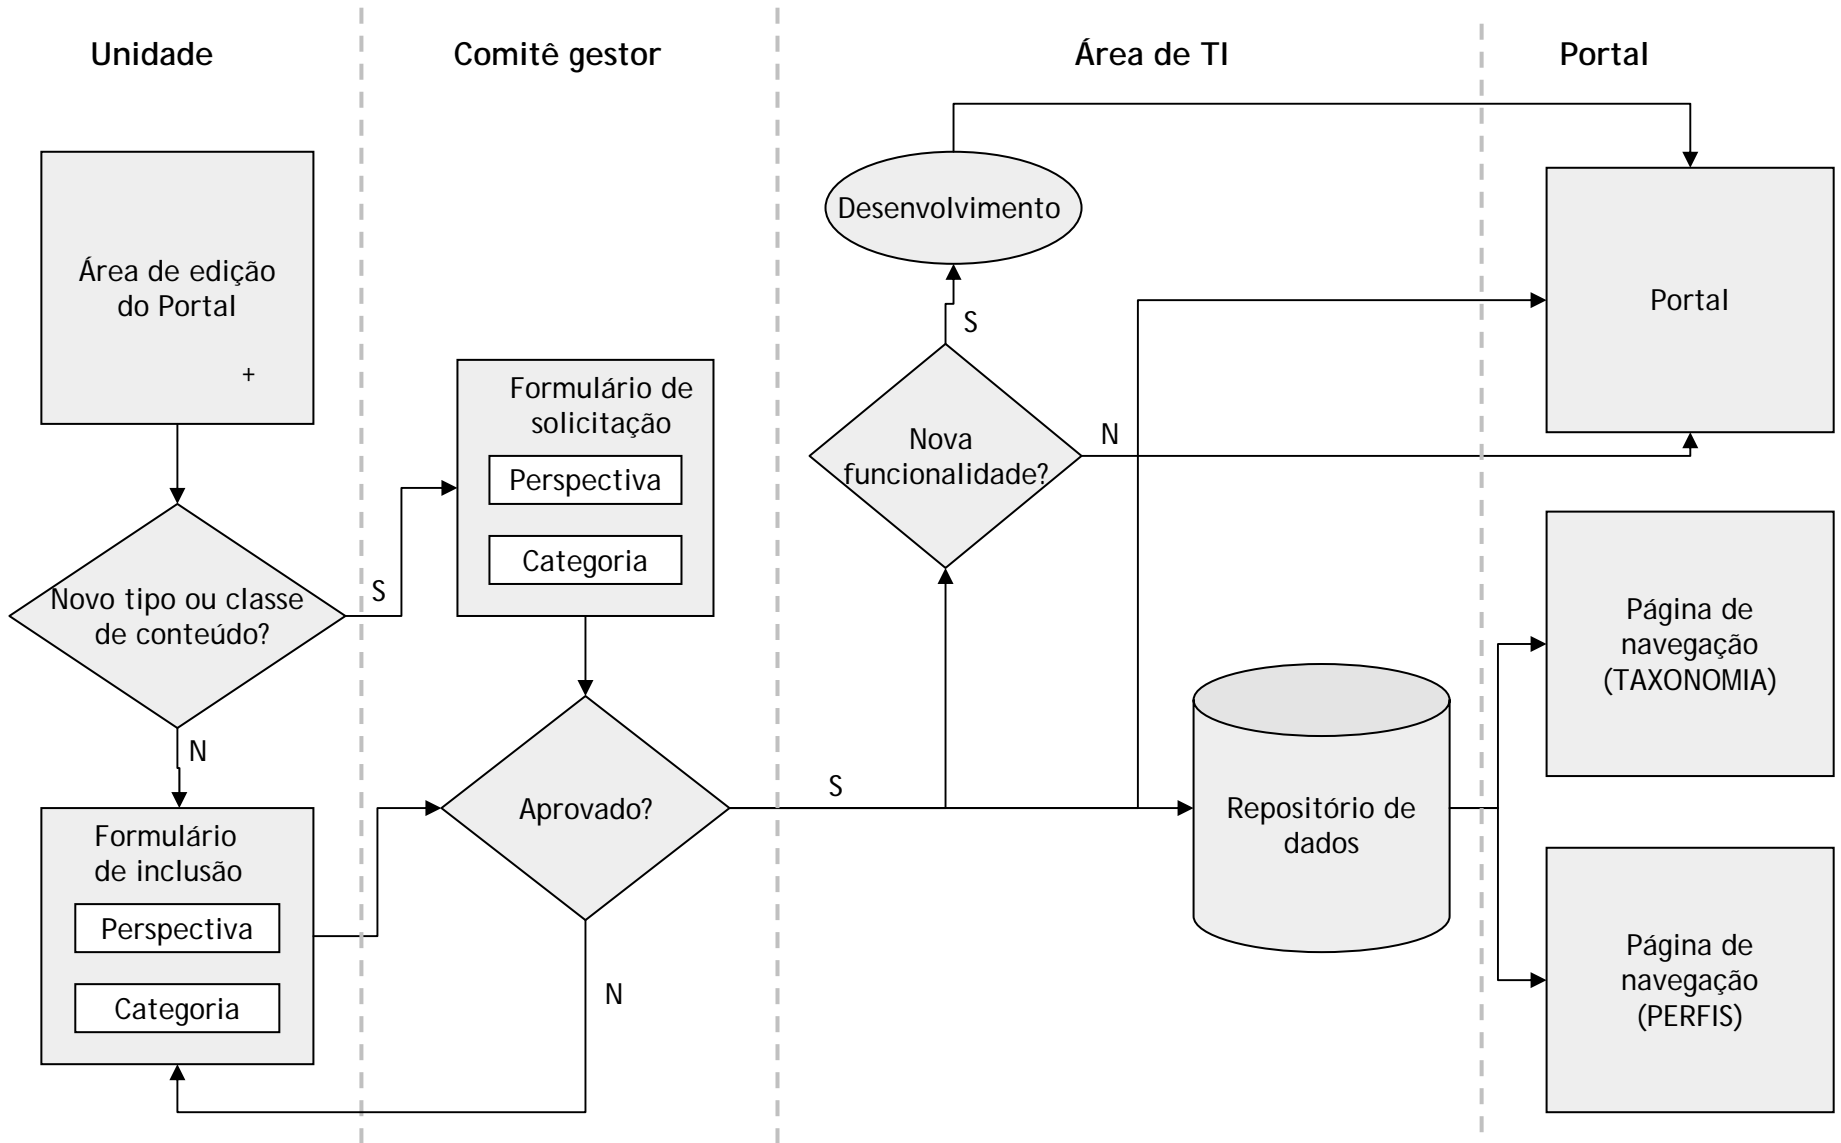 Unidade
Comitê gestor
Área de TI
Portal
Área de edição
do Portal
+
Novo tipo ou classe
de conteúdo?
S
N
Formulário
de inclusão
Perspectiva
Categoria
Formulário de
solicitação
Perspectiva
Categoria
Aprovado?
S
N
Desenvolvimento
S
Nova
funcionalidade?
N
Repositório de
dados
Portal
Página de
navegação
(TAXONOMIA)
Página de
navegação
(PERFIS)